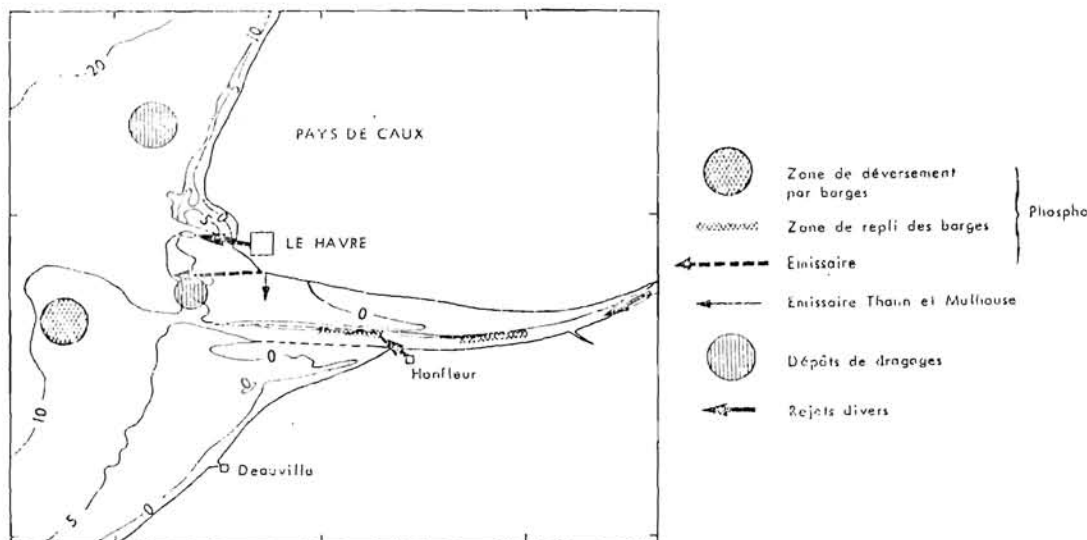 20
10
PAYS DE CAUX
5
0
LE HAVRE
0
0
0
Honfleur
10
Deauville
5
0
Zone de déversement
par barges
Zone de repli des barges
Phospho
Emissaire
Emissaire Thann et Mulhouse
Dépôts de dragages
Rejets divers